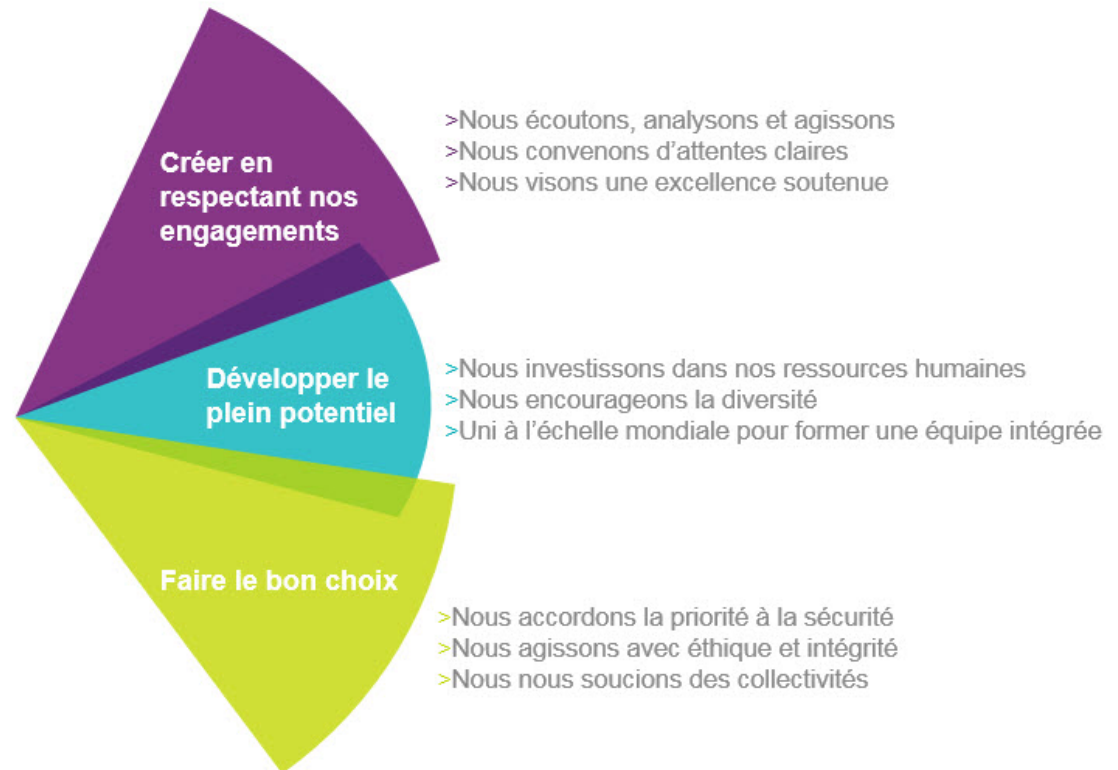 Créer en
respectant nos
engagements
>Nous écoutons, analysons et agissons
>Nous convenons d’attentes claires
>Nous visons une excellence soutenue
Développer le
plein potentiel
>Nous investissons dans nos ressources humaines
>Nous encourageons la diversité
>Uni à l’échelle mondiale pour former une équipe intégrée
Faire le bon choix
>Nous accordons la priorité à la sécurité
>Nous agissons avec éthique et intégrité
>Nous nous soucions des collectivités